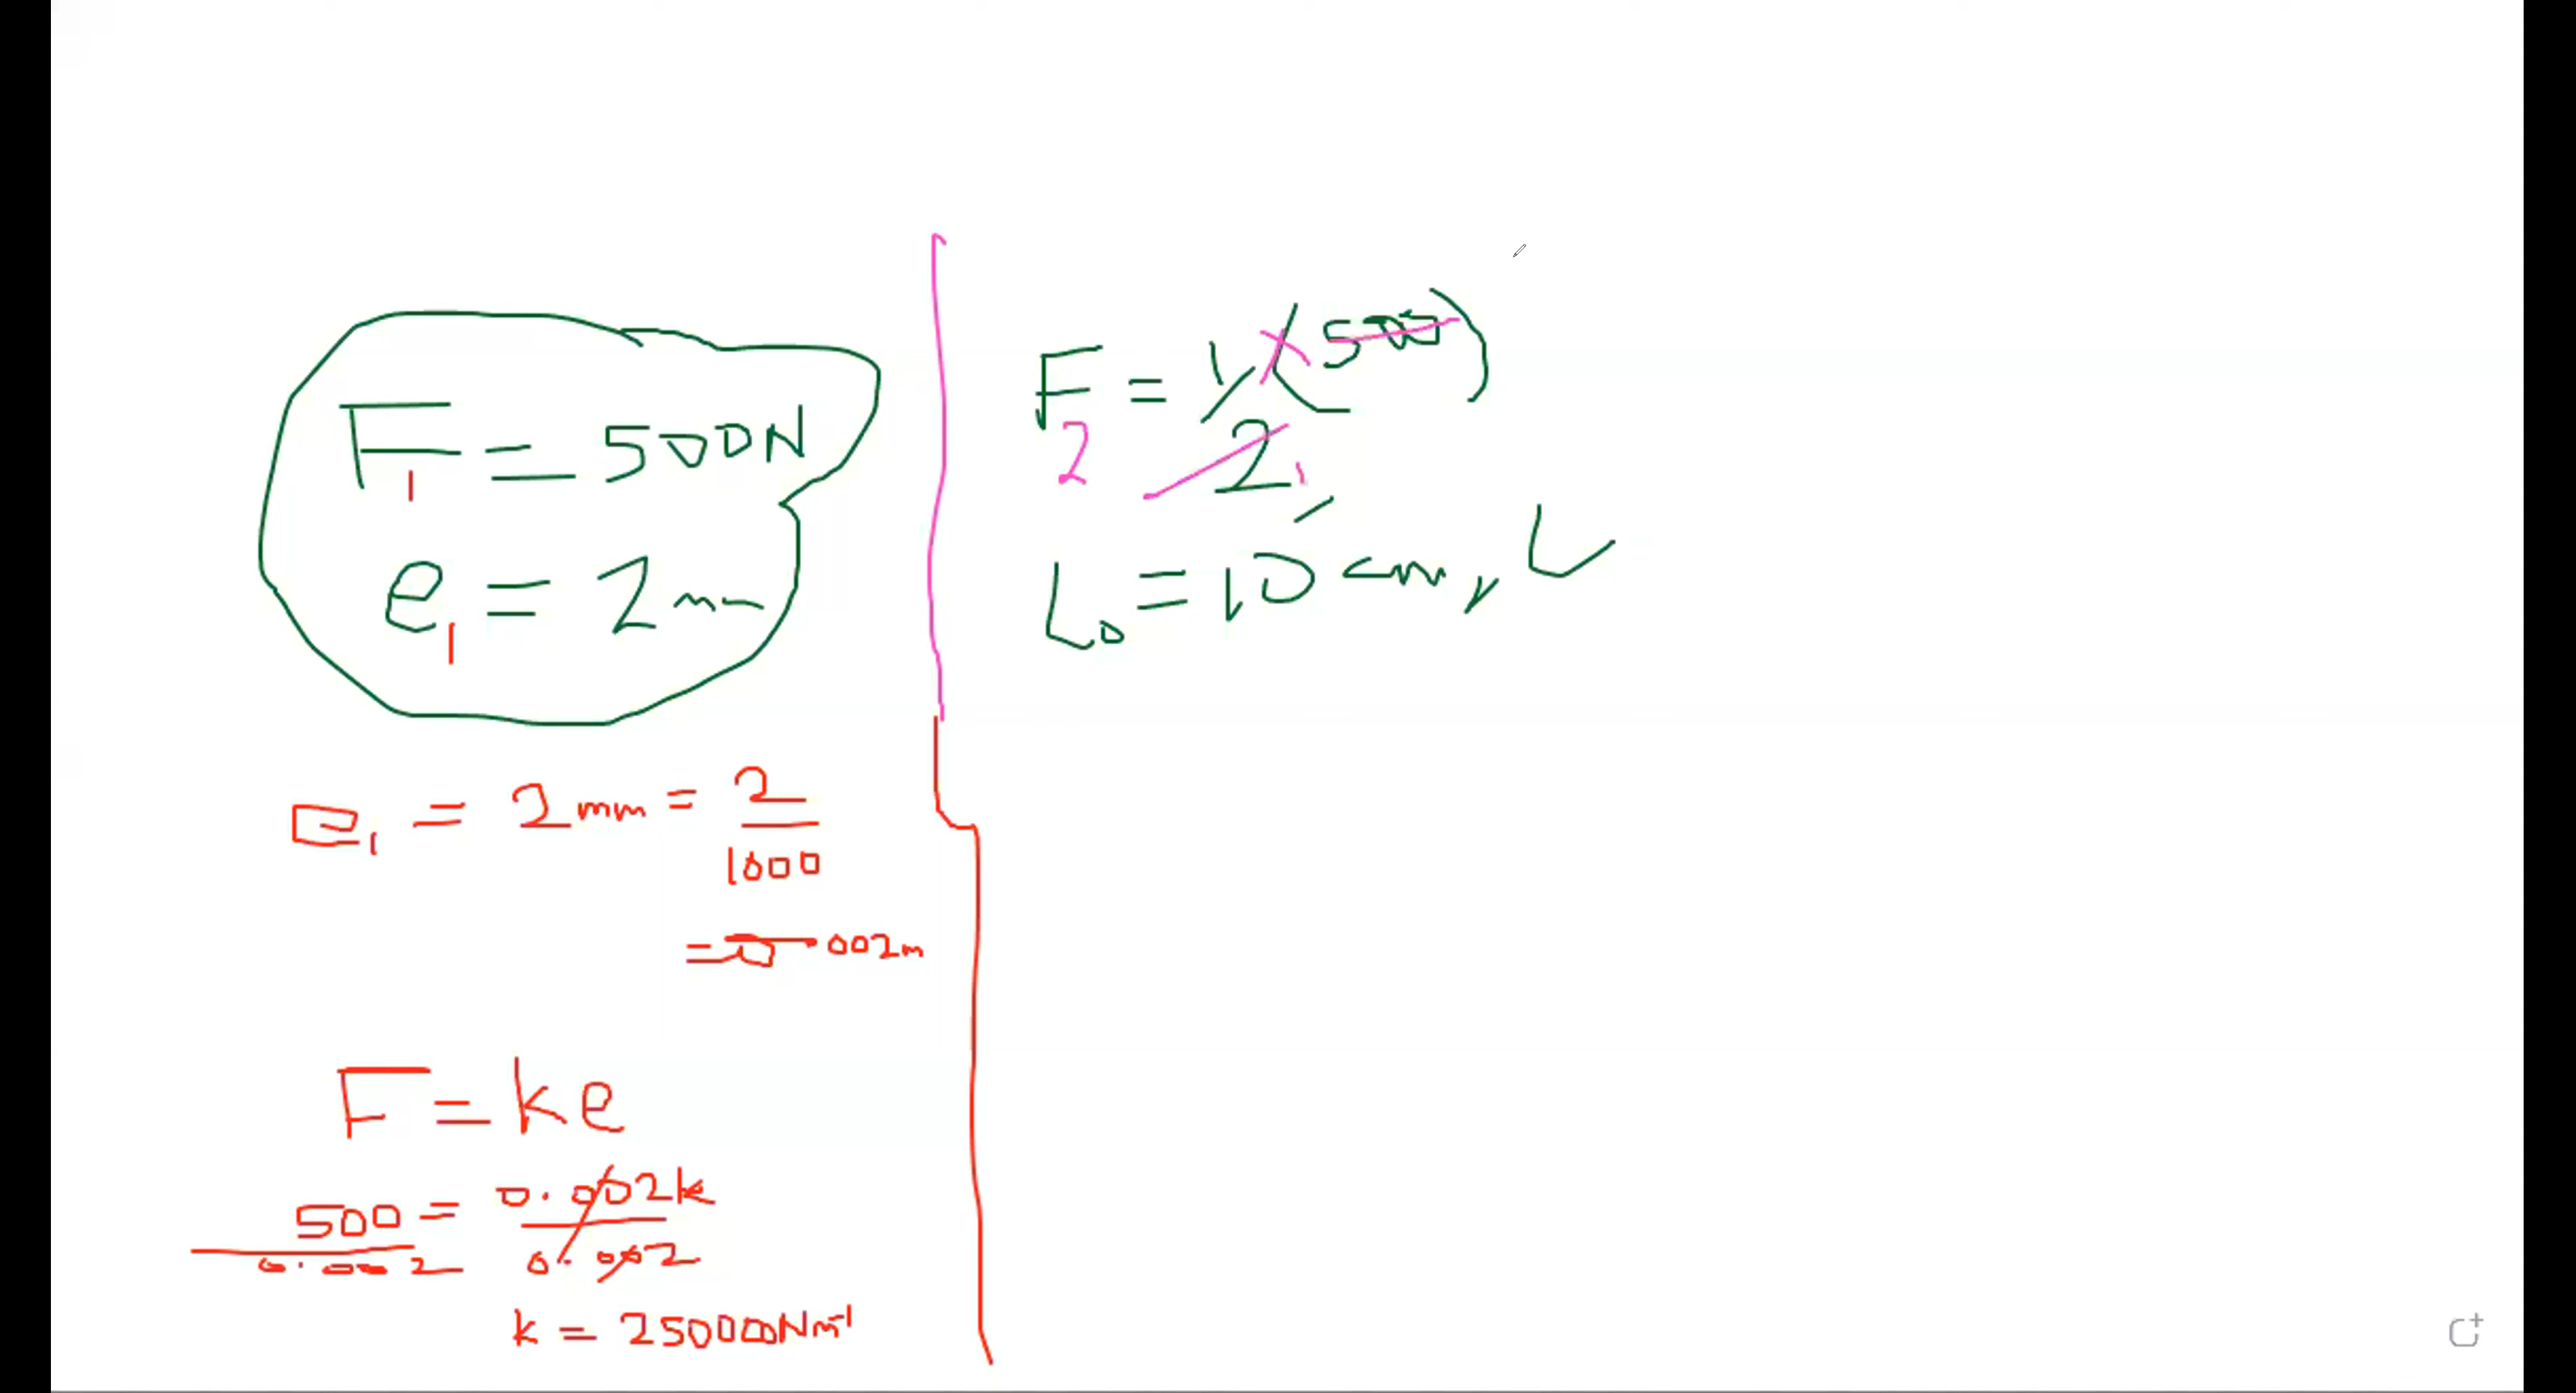 F₁ = 500N
e₁ = 2mm
e₁ = 2mm = 2/1000
= 0.002m
F = ke
500/0.002 = 0.002k/0.002
k = 250000Nm⁻¹
F₂ = 1/2 × (500)
L₀ = 10cm, L